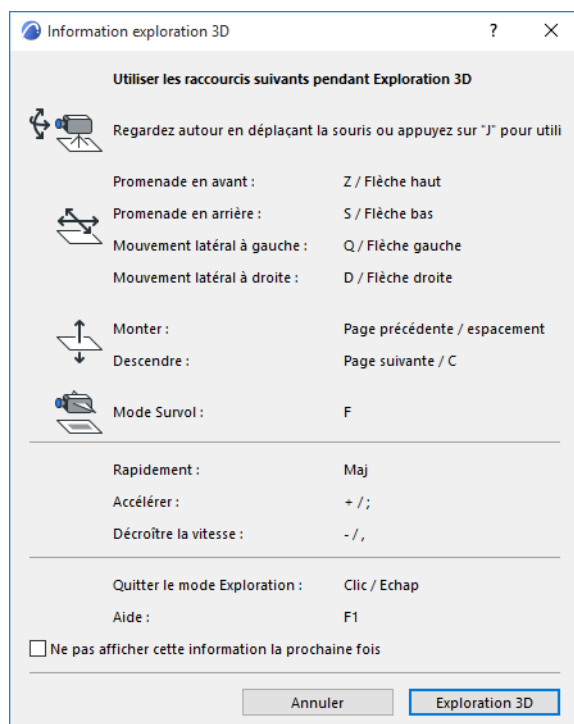 Information exploration 3D
?
Utiliser les raccourcis suivants pendant Exploration 3D
Regardez autour en déplaçant la souris ou appuyez sur "J" pour utili
Promenade en avant : Z / Flèche haut
Promenade en arrière : S / Flèche bas
Mouvement latéral à gauche : Q / Flèche gauche
Mouvement latéral à droite : D / Flèche droite
Monter : Page précédente / espacement
Descendre : Page suivante / C
Mode Survol : F
Rapidement : Maj
Accélérer : + / ;
Décroître la vitesse : - / ,
Quitter le mode Exploration : Clic / Echap
Aide : F1
Ne pas afficher cette information la prochaine fois
Annuler Exploration 3D